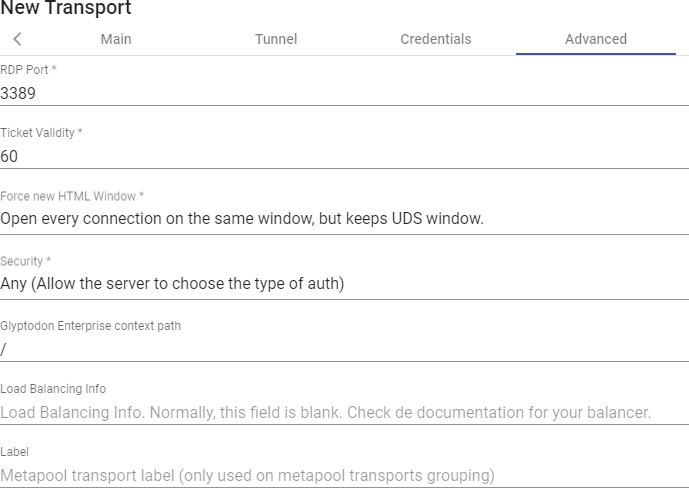 New Transport
Main Tunnel Credentials Advanced
RDP Port *
3389
Ticket Validity *
60
Force new HTML Window *
Open every connection on the same window, but keeps UDS window.
Security *
Any (Allow the server to choose the type of auth)
Glyptodon Enterprise context path
/
Load Balancing Info
Load Balancing Info. Normally, this field is blank. Check de documentation for your balancer.
Label
Metapool transport label (only used on metapool transports grouping)